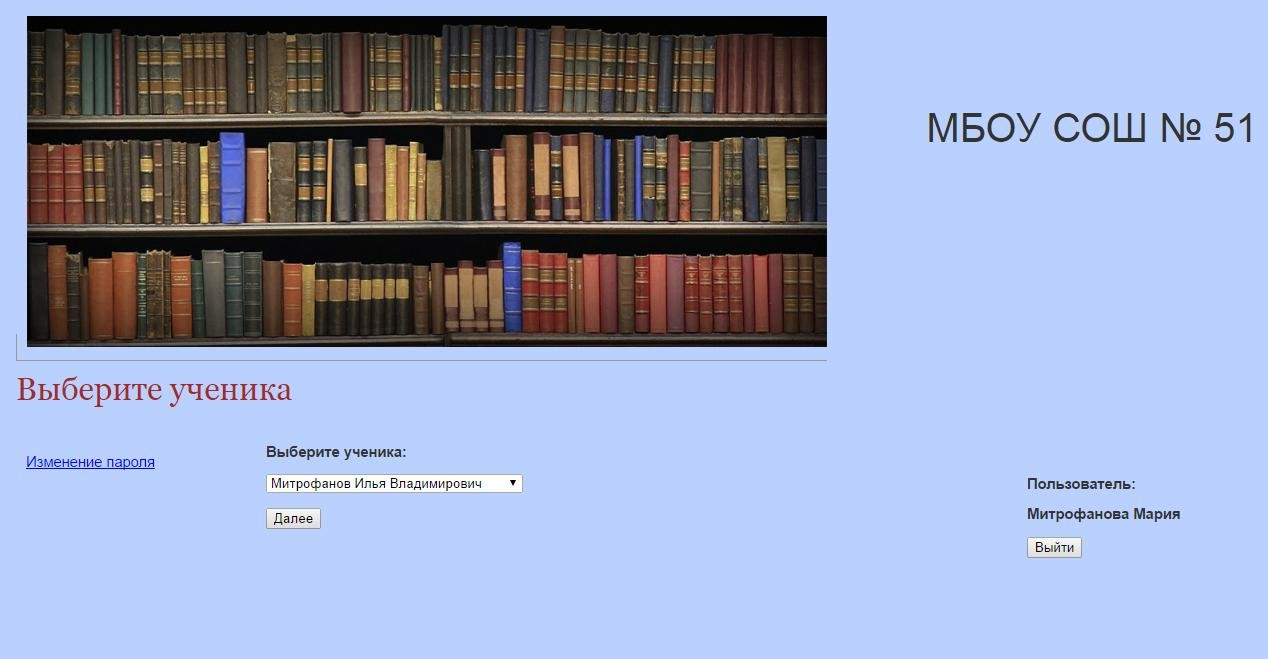 МБОУ СОШ № 51
Выберите ученика
Изменение пароля
Выберите ученика:
Митрофанов Илья Владимирович
Далее
Пользователь:
Митрофанова Мария
Выйти